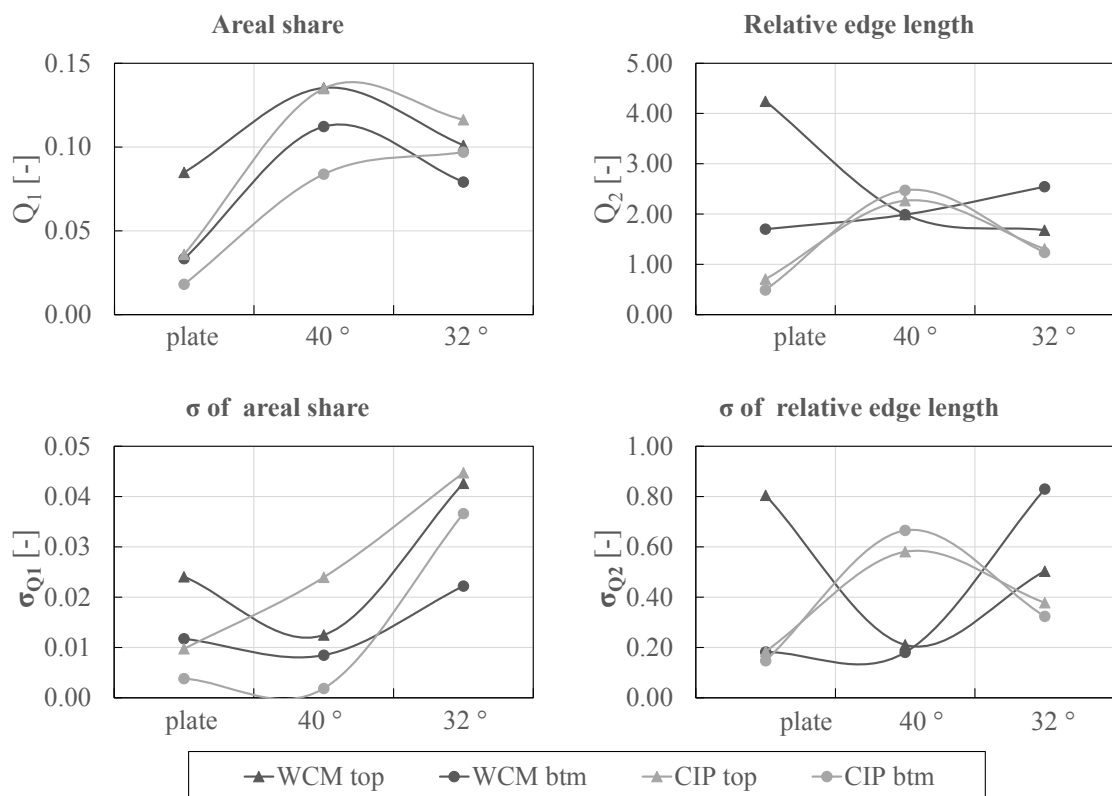 Areal share
Relative edge length
0.15
0.10
0.05
0.00
Q1 [-]
plate
40 °
32 °
5.00
4.00
3.00
2.00
1.00
0.00
Q2 [-]
plate
40 °
32 °
σ of areal share
σ of relative edge length
0.05
0.04
0.03
0.02
0.01
0.00
σQ1 [-]
plate
40 °
32 °
1.00
0.80
0.60
0.40
0.20
0.00
σQ2 [-]
plate
40 °
32 °
WCM top WCM btm CIP top CIP btm